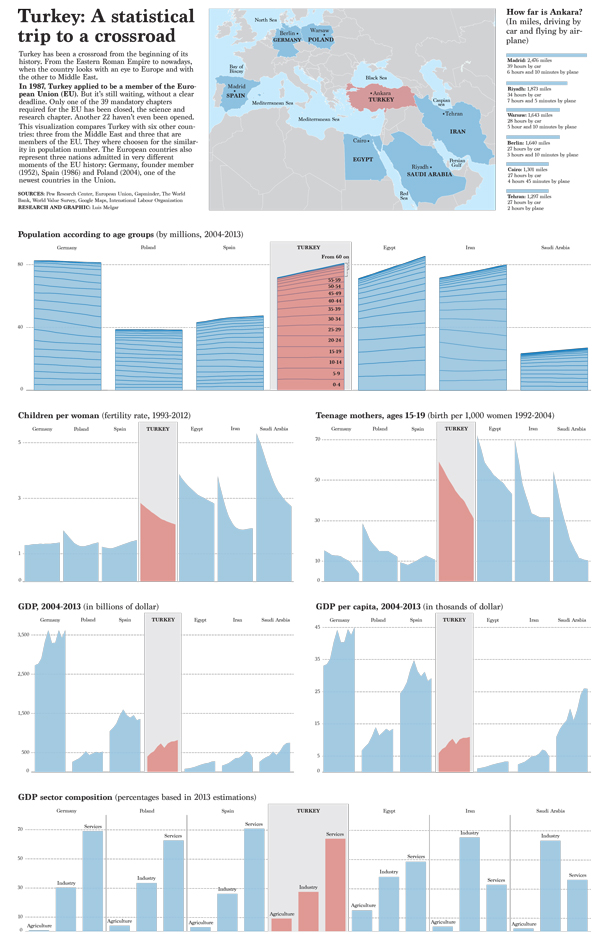 Turkey: A statistical
trip to a crossroad
Turkey has been a crossroad from the beginning of its
history. From the Eastern Roman Empire to nowadays,
when the country looks with an eye to Europe and with
the other to Middle East.
In 1987, Turkey applied to be a member of the Euro-
pean Union (EU). But it's still waiting, without a clear
deadline. Only one of the 39 mandatory chapters
required for the EU has been closed, the science and
research chapter. Another 22 haven't even been opened.
This visualization compares Turkey with six other coun-
tries: three from the Middle East and three that are
members of the EU. They where choosen for the similar-
ity in population number. The European countries also
represent three nations admitted in very different
moments of the EU history: Germany, founder member
(1952), Spain (1986) and Poland (2004), one of the
newest countries in the Union.
SOURCES: Pew Research Center, European Union, Gapminder, The World
Bank, World Value Survey, Google Maps, International Labour Organization
RESEARCH AND GRAPHIC: Luis Melgar
North Sea
Berlin
GERMANY
Warsaw
POLAND
Bay of
Biscay
Madrid
SPAIN
Mediterranean Sea
Mediterranean Sea
Black Sea
Ankara
TURKEY
Caspian
sea
Tehran
IRAN
Cairo
EGYPT
Riyadh
SAUDI ARABIA
Persian
Gulf
Red
Sea
How far is Ankara?
(In miles, driving by
car and flying by air-
plane)
Madrid: 2,476 miles
39 hours by car
6 hours and 10 minutes by plane
Riyadh: 1,873 miles
34 hours by car
7 hours and 5 minutes by plane
Warsaw: 1,643 miles
28 hours by car
5 hour and 10 minutes by plane
Berlin: 1,640 miles
27 hours by car
3 hours and 10 minutes by plane
Cairo: 1,301 miles
27 hours by car
4 hours 45 minutes by plane
Tehran: 1,297 miles
27 hours by car
2 hours by plane
Population according to age groups (by millions, 2004-2013)
Germany
Poland
Spain
TURKEY
Egypt
Iran
Saudi Arabia
80
40
0
From 60 on
55-59
50-54
45-49
40-44
35-39
30-34
25-29
20-24
15-19
10-14
5-9
0-4
Children per woman (fertility rate, 1993-2012)
Germany
Poland
Spain
TURKEY
Egypt
Iran
Saudi Arabia
5
3
1
0
Teenage mothers, ages 15-19 (birth per 1,000 women 1992-2004)
Germany
Poland
Spain
TURKEY
Egypt
Iran
Saudi Arabia
70
50
30
10
0
GDP, 2004-2013 (in billions of dollar)
Germany
Poland
Spain
TURKEY
Egypt
Iran
Saudi Arabia
3,500
2,500
1,500
500
0
GDP per capita, 2004-2013 (in thousands of dollar)
Germany
Poland
Spain
TURKEY
Egypt
Iran
Saudi Arabia
45
35
25
15
5
0
GDP sector composition (percentages based in 2013 estimations)
Germany
Poland
Spain
TURKEY
Egypt
Iran
Saudi Arabia
70
50
30
10
0
Agriculture
Industry
Services
Agriculture
Industry
Services
Agriculture
Industry
Services
Agriculture
Industry
Services
Agriculture
Industry
Services
Agriculture
Industry
Services
Agriculture
Industry
Services